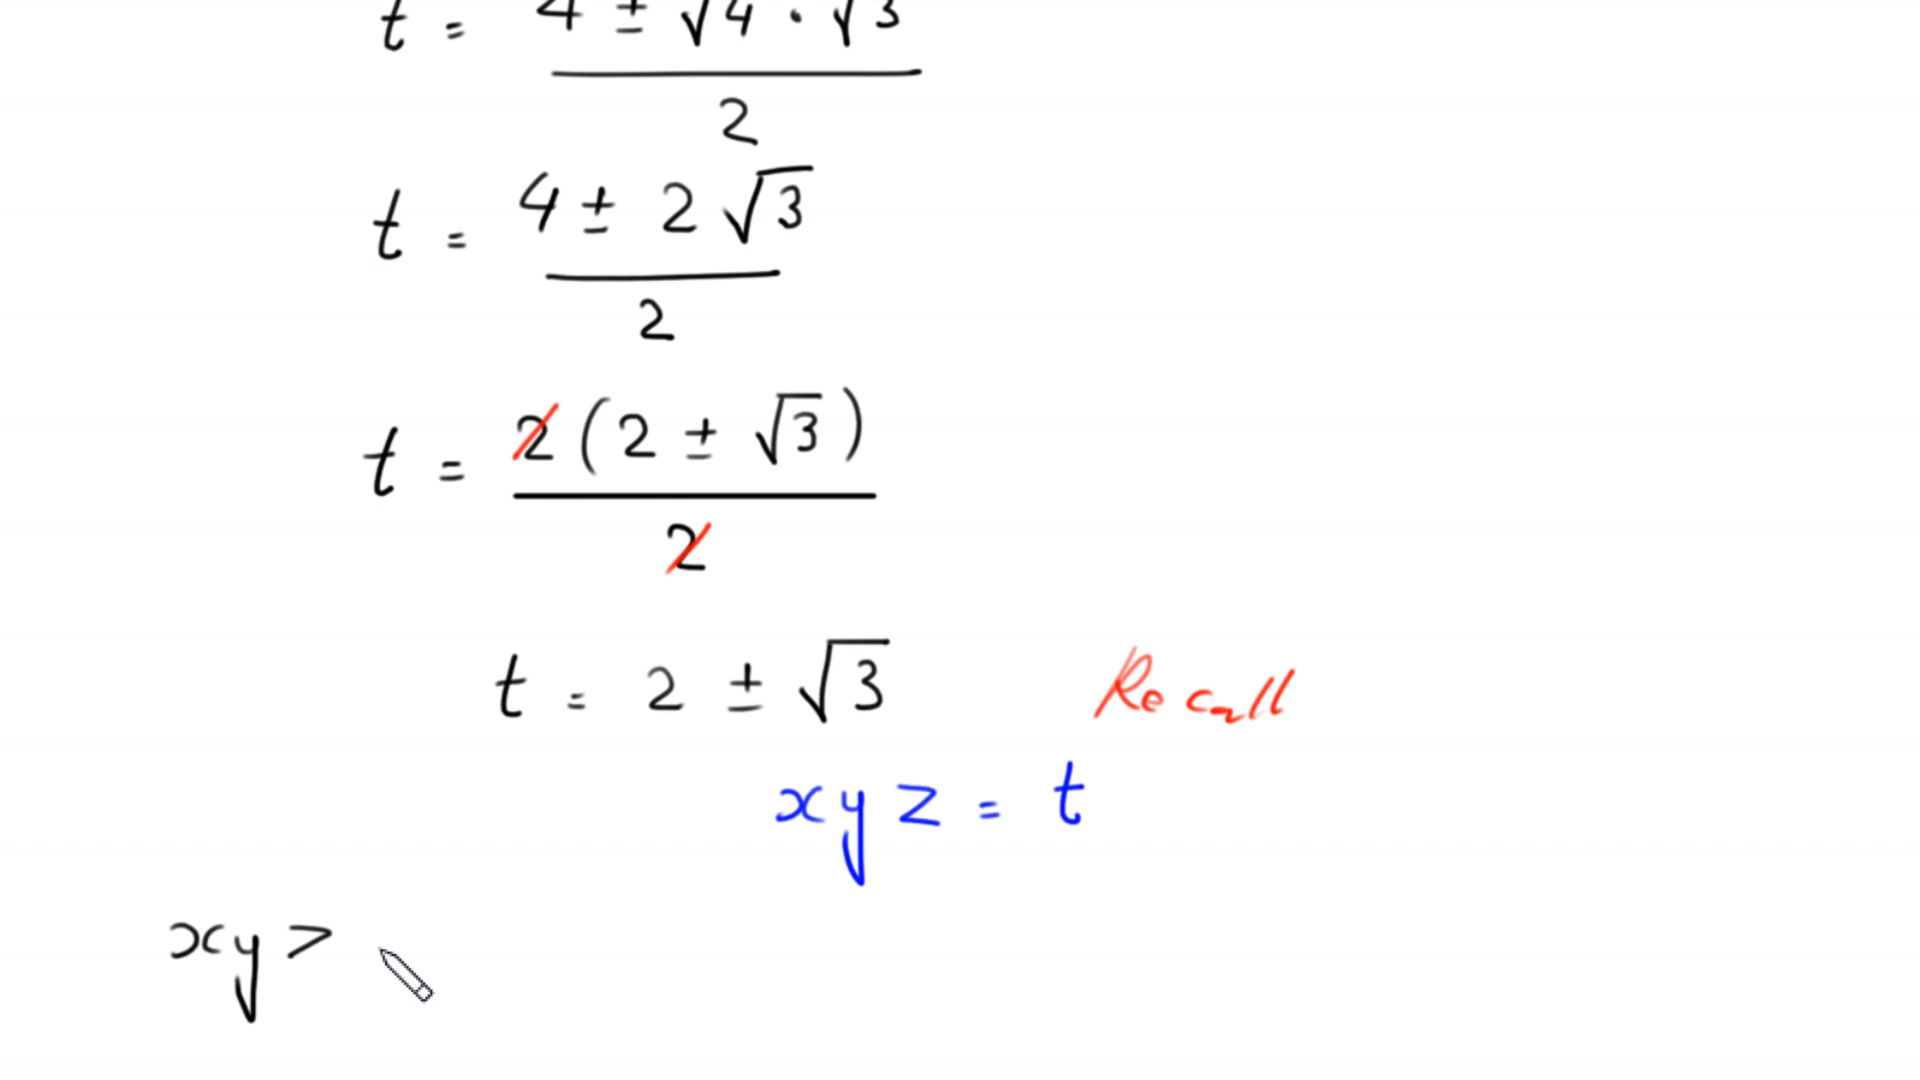 t = 4 ± √4 · √3
2
t = 4 ± 2 √3
2
t = 2 (2 ± √3)
2
t = 2 ± √3 Recall
xyz = t
xy>